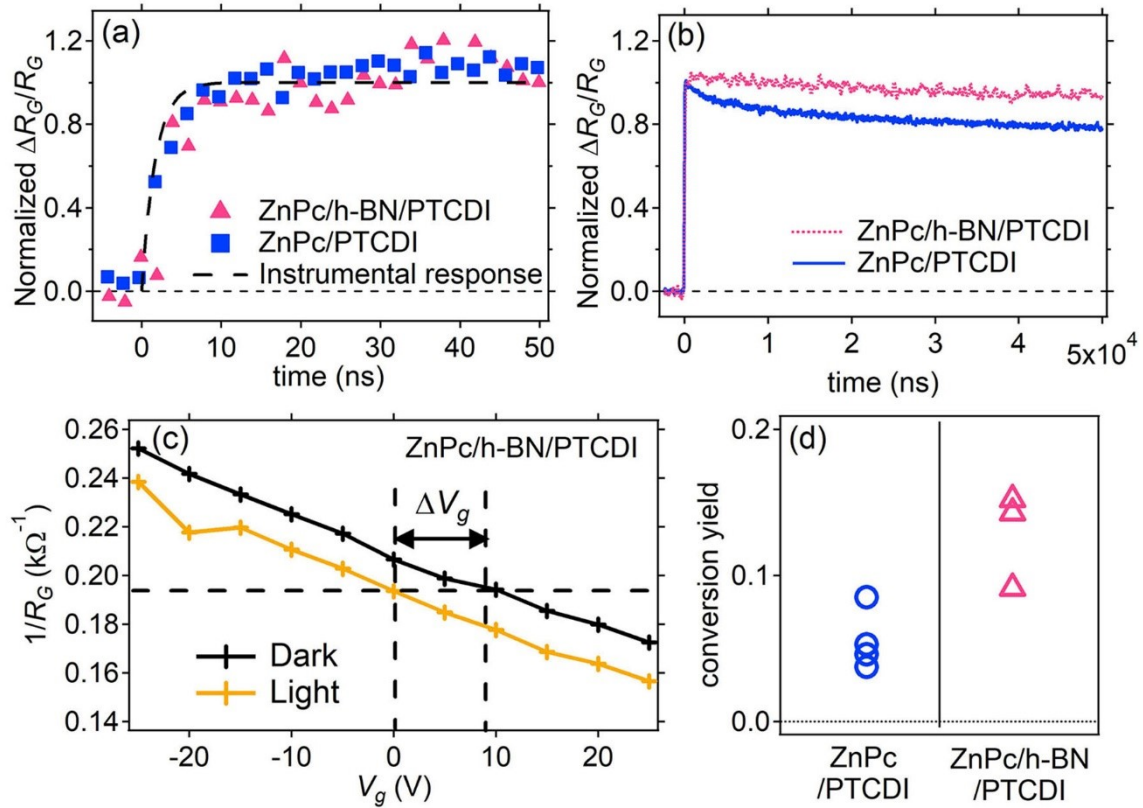 (a)
Normalized ΔR_G/R_G
1.2
0.8
0.4
0.0
ZnPc/h-BN/PTCDI
ZnPc/PTCDI
Instrumental response
0 10 20 30 40 50
time (ns)
(b)
Normalized ΔR_G/R_G
1.2
0.8
0.4
0.0
ZnPc/h-BN/PTCDI
ZnPc/PTCDI
0 1 2 3 4 5x10⁴
time (ns)
(c)
ZnPc/h-BN/PTCDI
1/R_G (kΩ⁻¹)
0.26
0.24
0.22
0.20
0.18
0.16
0.14
ΔV_g
Dark
Light
-20 -10 0 10 20
V_g (V)
(d)
conversion yield
0.2
0.1
0.0
ZnPc
/PTCDI
ZnPc/h-BN
/PTCDI